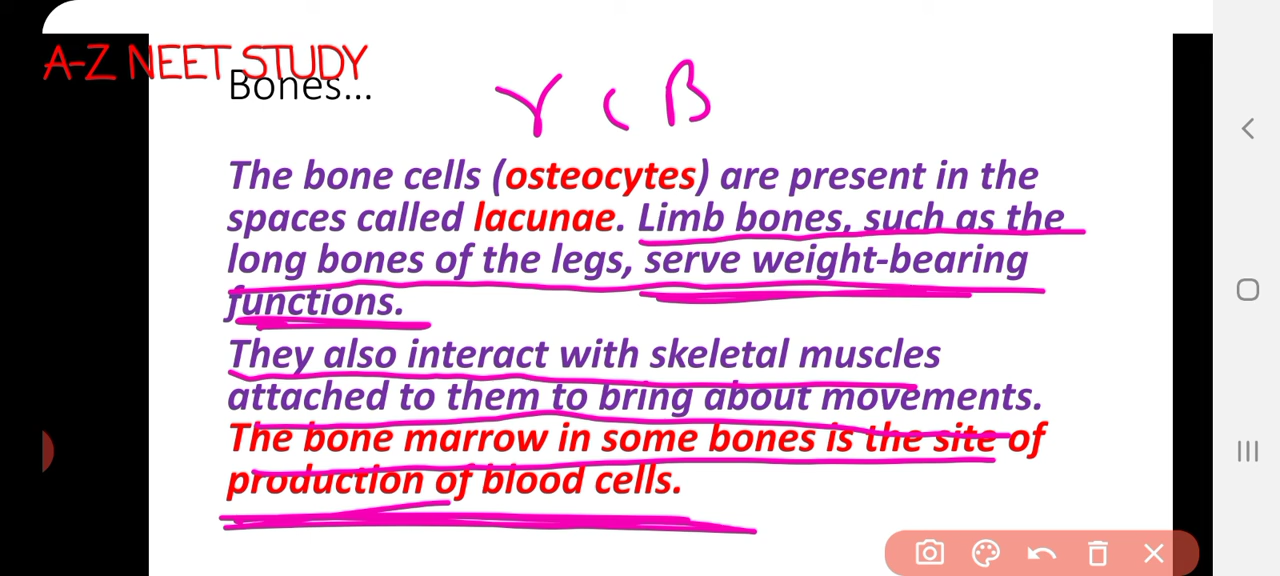 A-Z NEET STUDY
Bones...
r c B
The bone cells (osteocytes) are present in the
spaces called lacunae. Limb bones, such as the
long bones of the legs, serve weight-bearing
functions.
They also interact with skeletal muscles
attached to them to bring about movements.
The bone marrow in some bones is the site of
production of blood cells.